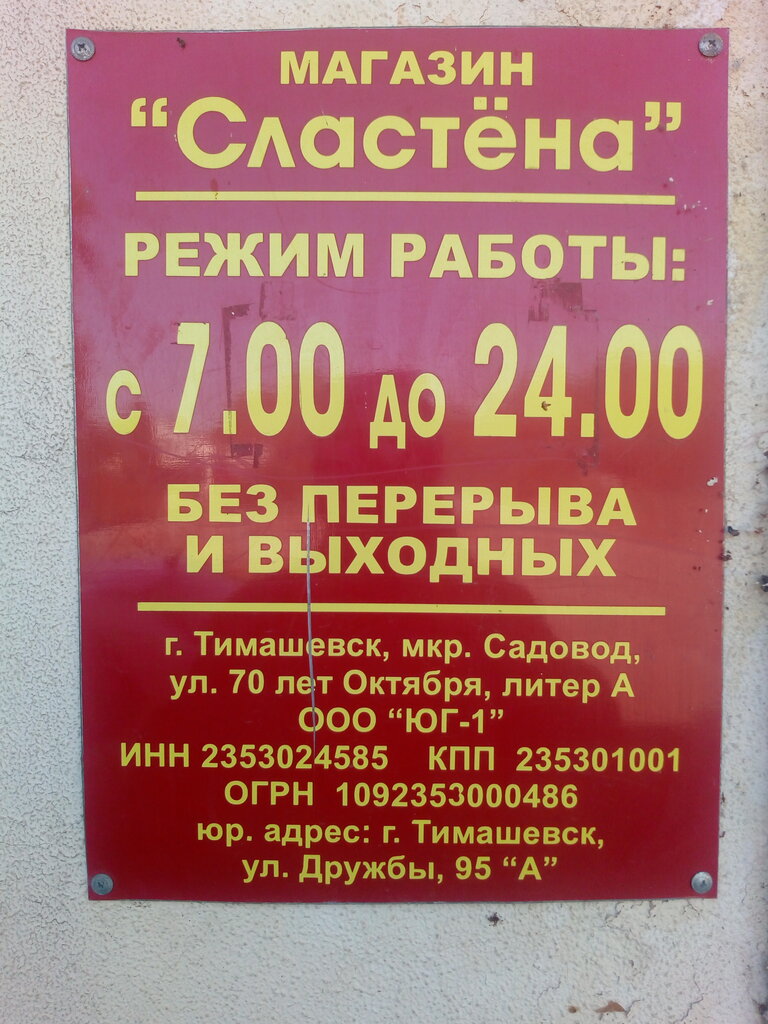 МАГАЗИН
“Сластёна”
РЕЖИМ РАБОТЫ:
с 7.00 до 24.00
БЕЗ ПЕРЕРЫВА
И ВЫХОДНЫХ
г. Тимашевск, мкр. Садовод,
ул. 70 лет Октября, литер А
ООО “ЮГ-1”
ИНН 2353024585 КПП 235301001
ОГРН 1092353000486
юр. адрес: г. Тимашевск,
ул. Дружбы, 95 “А”